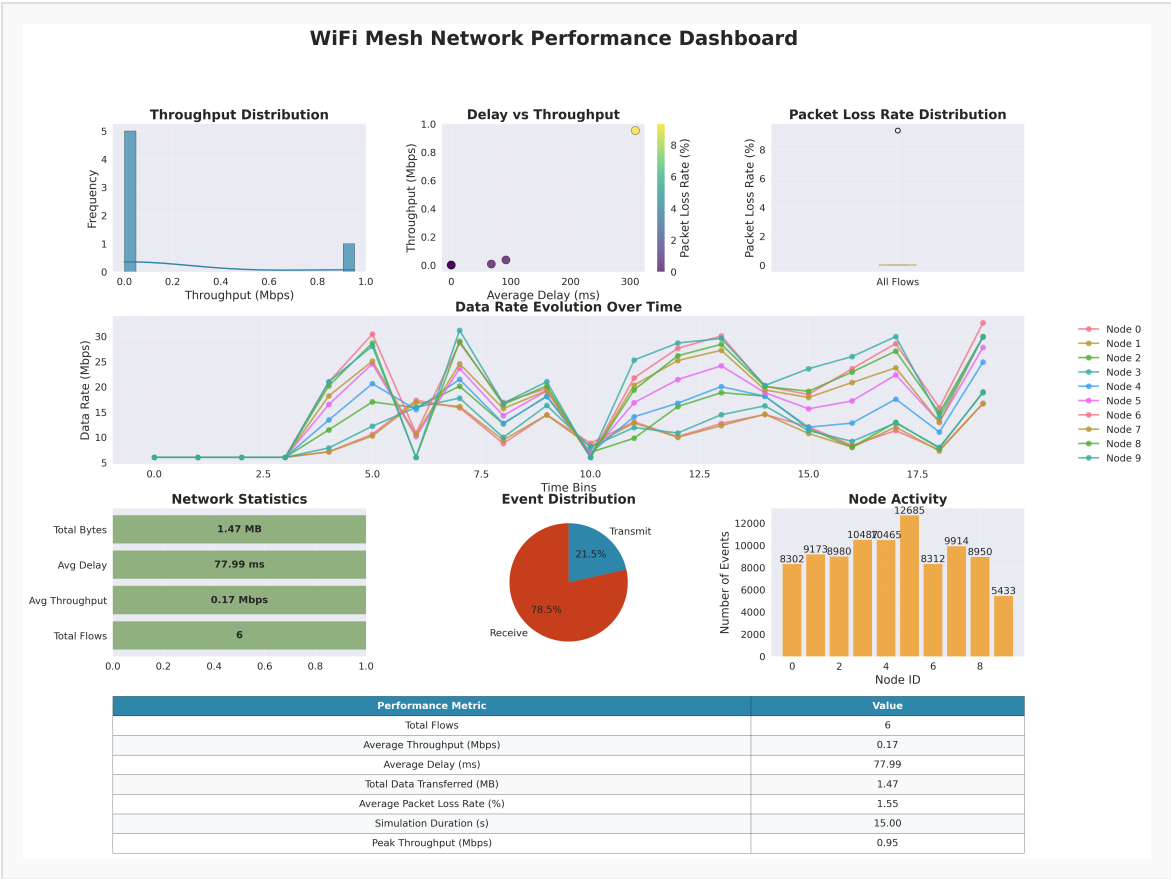 WiFi Mesh Network Performance Dashboard
Throughput Distribution
Frequency
5
4
3
2
1
0
0.0 0.2 0.4 0.6 0.8 1.0
Throughput (Mbps)
Delay vs Throughput
Throughput (Mbps)
1.0
0.8
0.6
0.4
0.2
0.0
0 100 200 300
Average Delay (ms)
8
6
4
2
0
Packet Loss Rate (%)
Packet Loss Rate Distribution
Packet Loss Rate (%)
8
6
4
2
0
All Flows
Data Rate Evolution Over Time
Data Rate (Mbps)
30
25
20
15
10
5
0.0 2.5 5.0 7.5 10.0 12.5 15.0 17.5
Time Bins
Node 0
Node 1
Node 2
Node 3
Node 4
Node 5
Node 6
Node 7
Node 8
Node 9
Network Statistics
Total Bytes 1.47 MB
Avg Delay 77.99 ms
Avg Throughput 0.17 Mbps
Total Flows 6
0.0 0.2 0.4 0.6 0.8 1.0
Event Distribution
Transmit
21.5%
78.5%
Receive
Node Activity
Number of Events
12000
10000
8000
6000
4000
2000
0
8302 9173 8980 10487 10465 12685 8312 9914 8950 5433
0 2 4 6 8
Node ID
Performance Metric Value
Total Flows 6
Average Throughput (Mbps) 0.17
Average Delay (ms) 77.99
Total Data Transferred (MB) 1.47
Average Packet Loss Rate (%) 1.55
Simulation Duration (s) 15.00
Peak Throughput (Mbps) 0.95